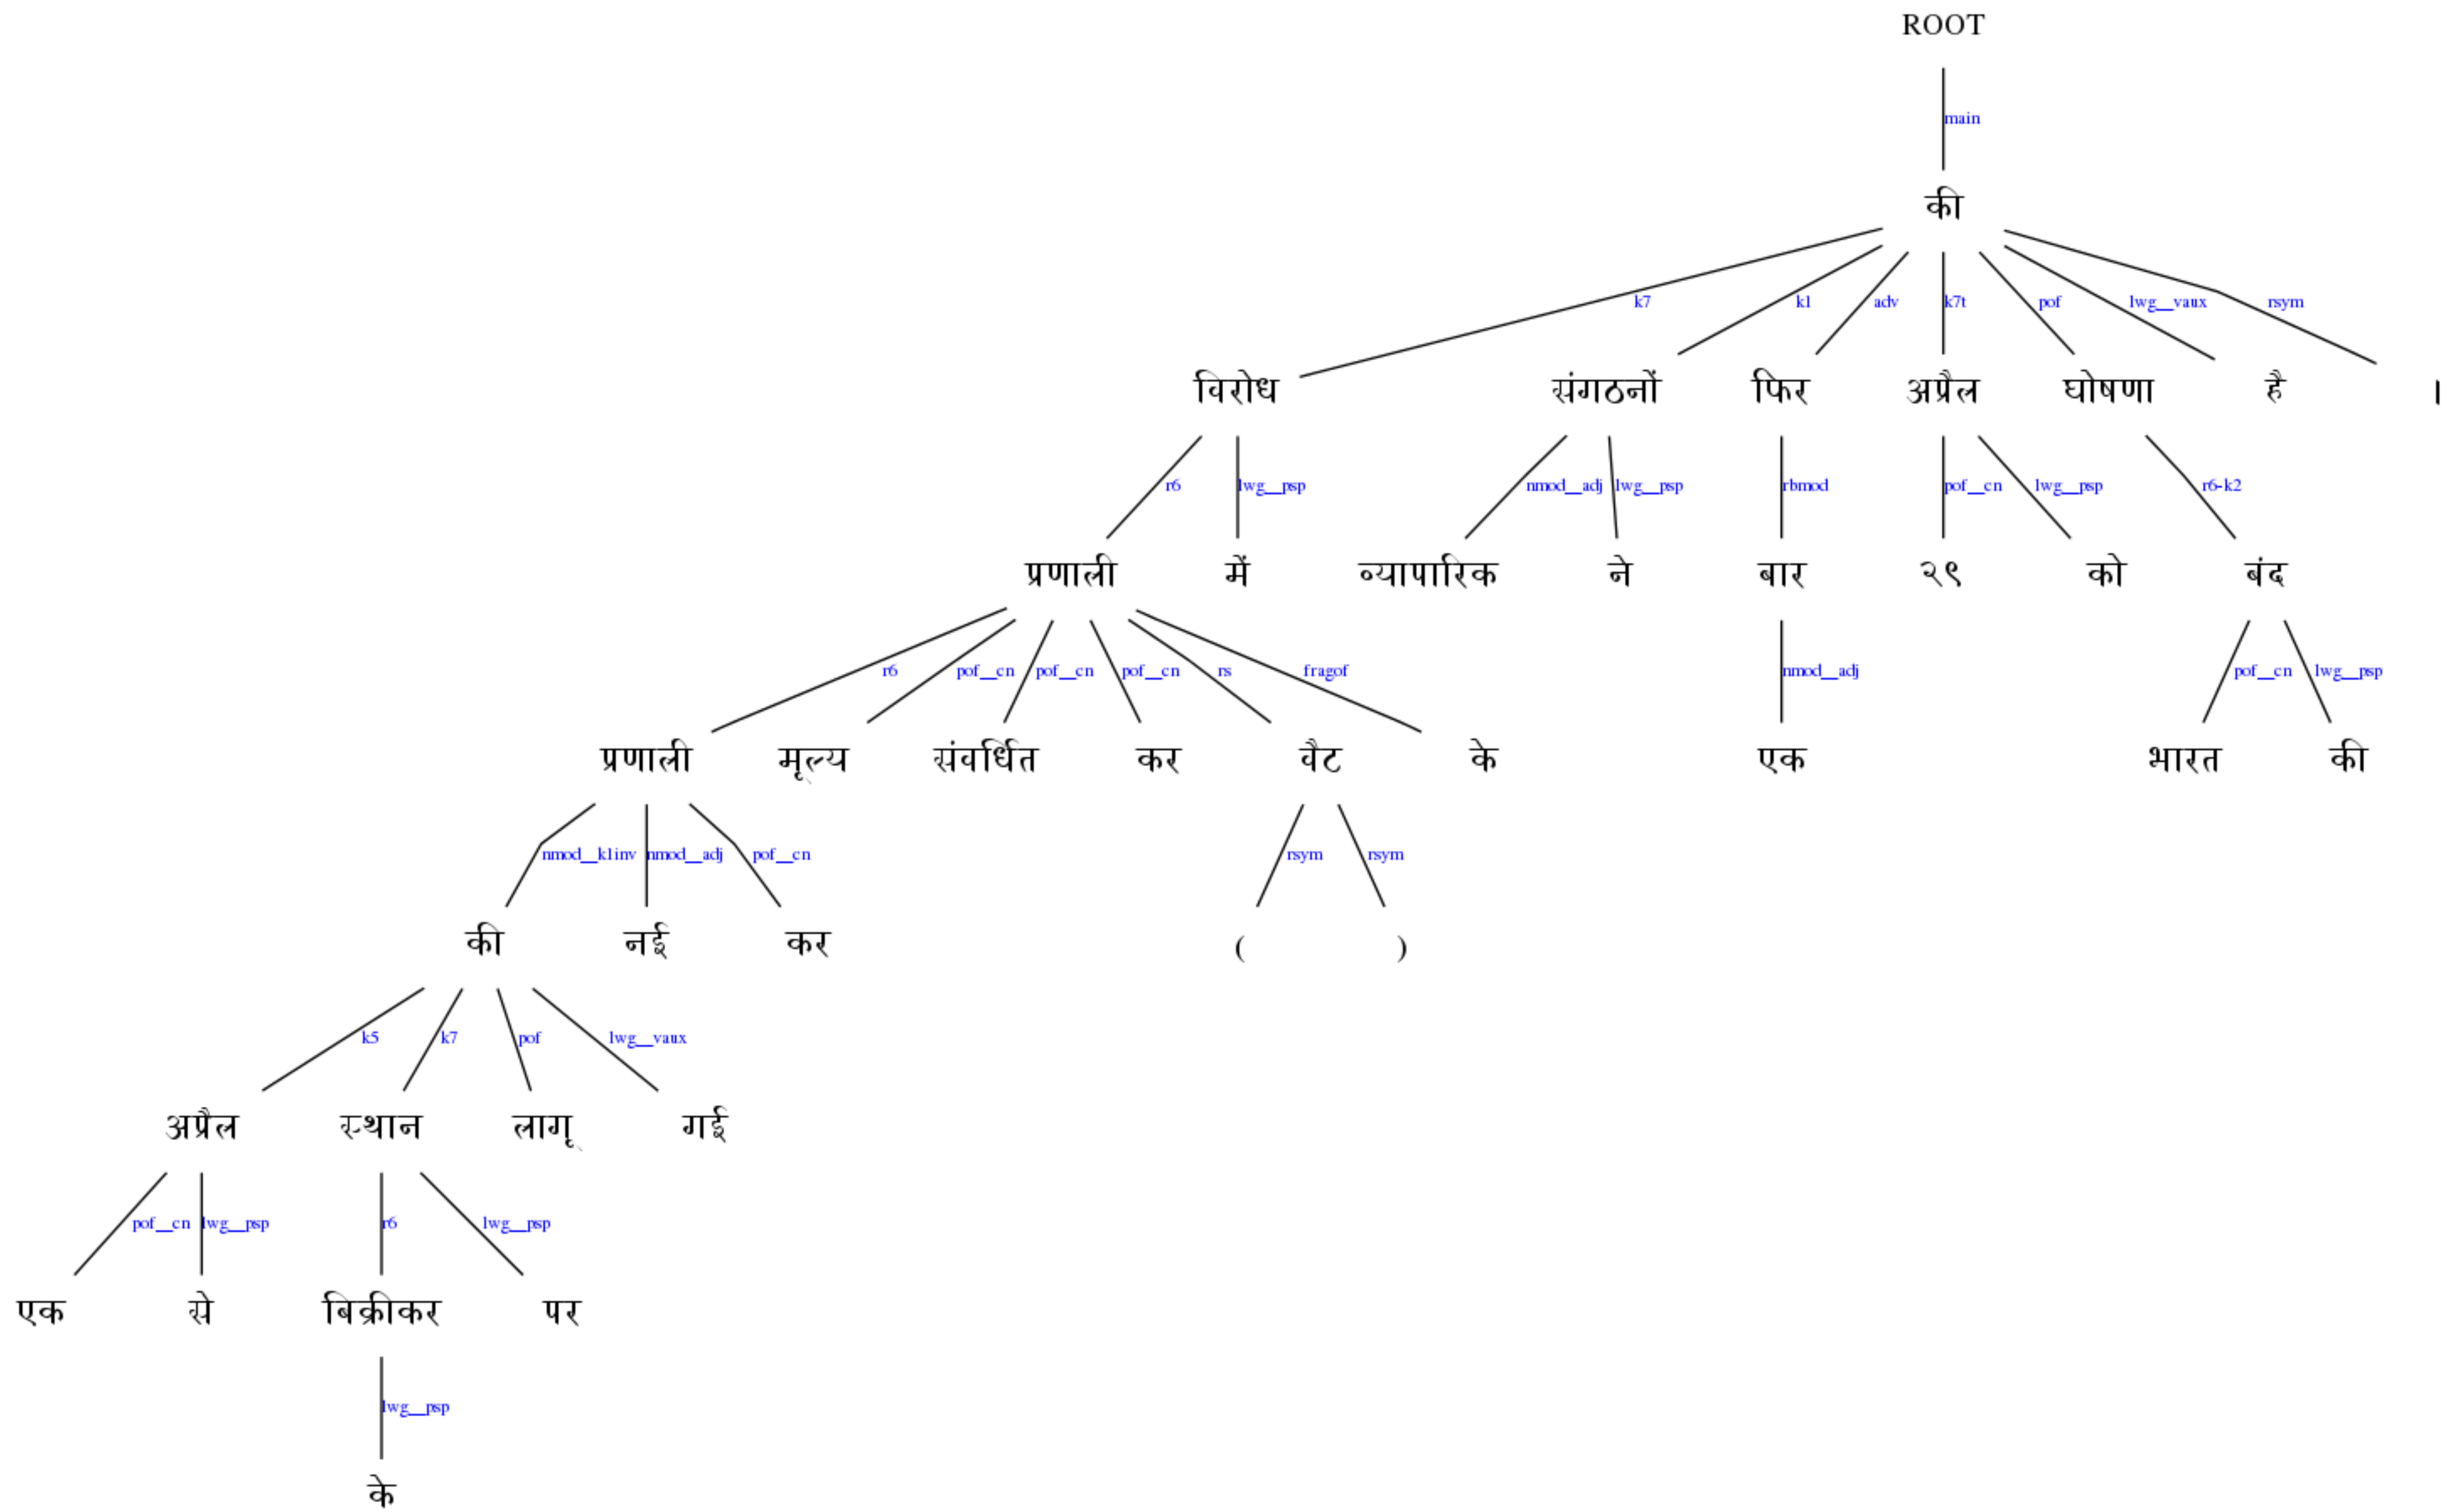 ROOT
main
की
k7 k1 adv k7t pof lwg__vaux rsym
विरोध संगठनों फिर अप्रैल घोषणा है ।
r6 lwg__psp nmod__adj lwg__psp rbmod pof__cn lwg__psp r6-k2
प्रणाली में व्यापारिक ने बार २९ को बंद
r6 pof__cn pof__cn pof__cn rs fragof nmod__adj pof__cn lwg__psp
प्रणाली मूल्य संवर्धित कर वैट के एक भारत की
nmod__k1inv nmod__adj pof__cn rsym rsym
की नई कर ( )
k5 k7 pof lwg__vaux
अप्रैल स्थान लागू गई
pof__cn lwg__psp r6 lwg__psp
एक से बिक्रीकर पर
lwg__psp
के